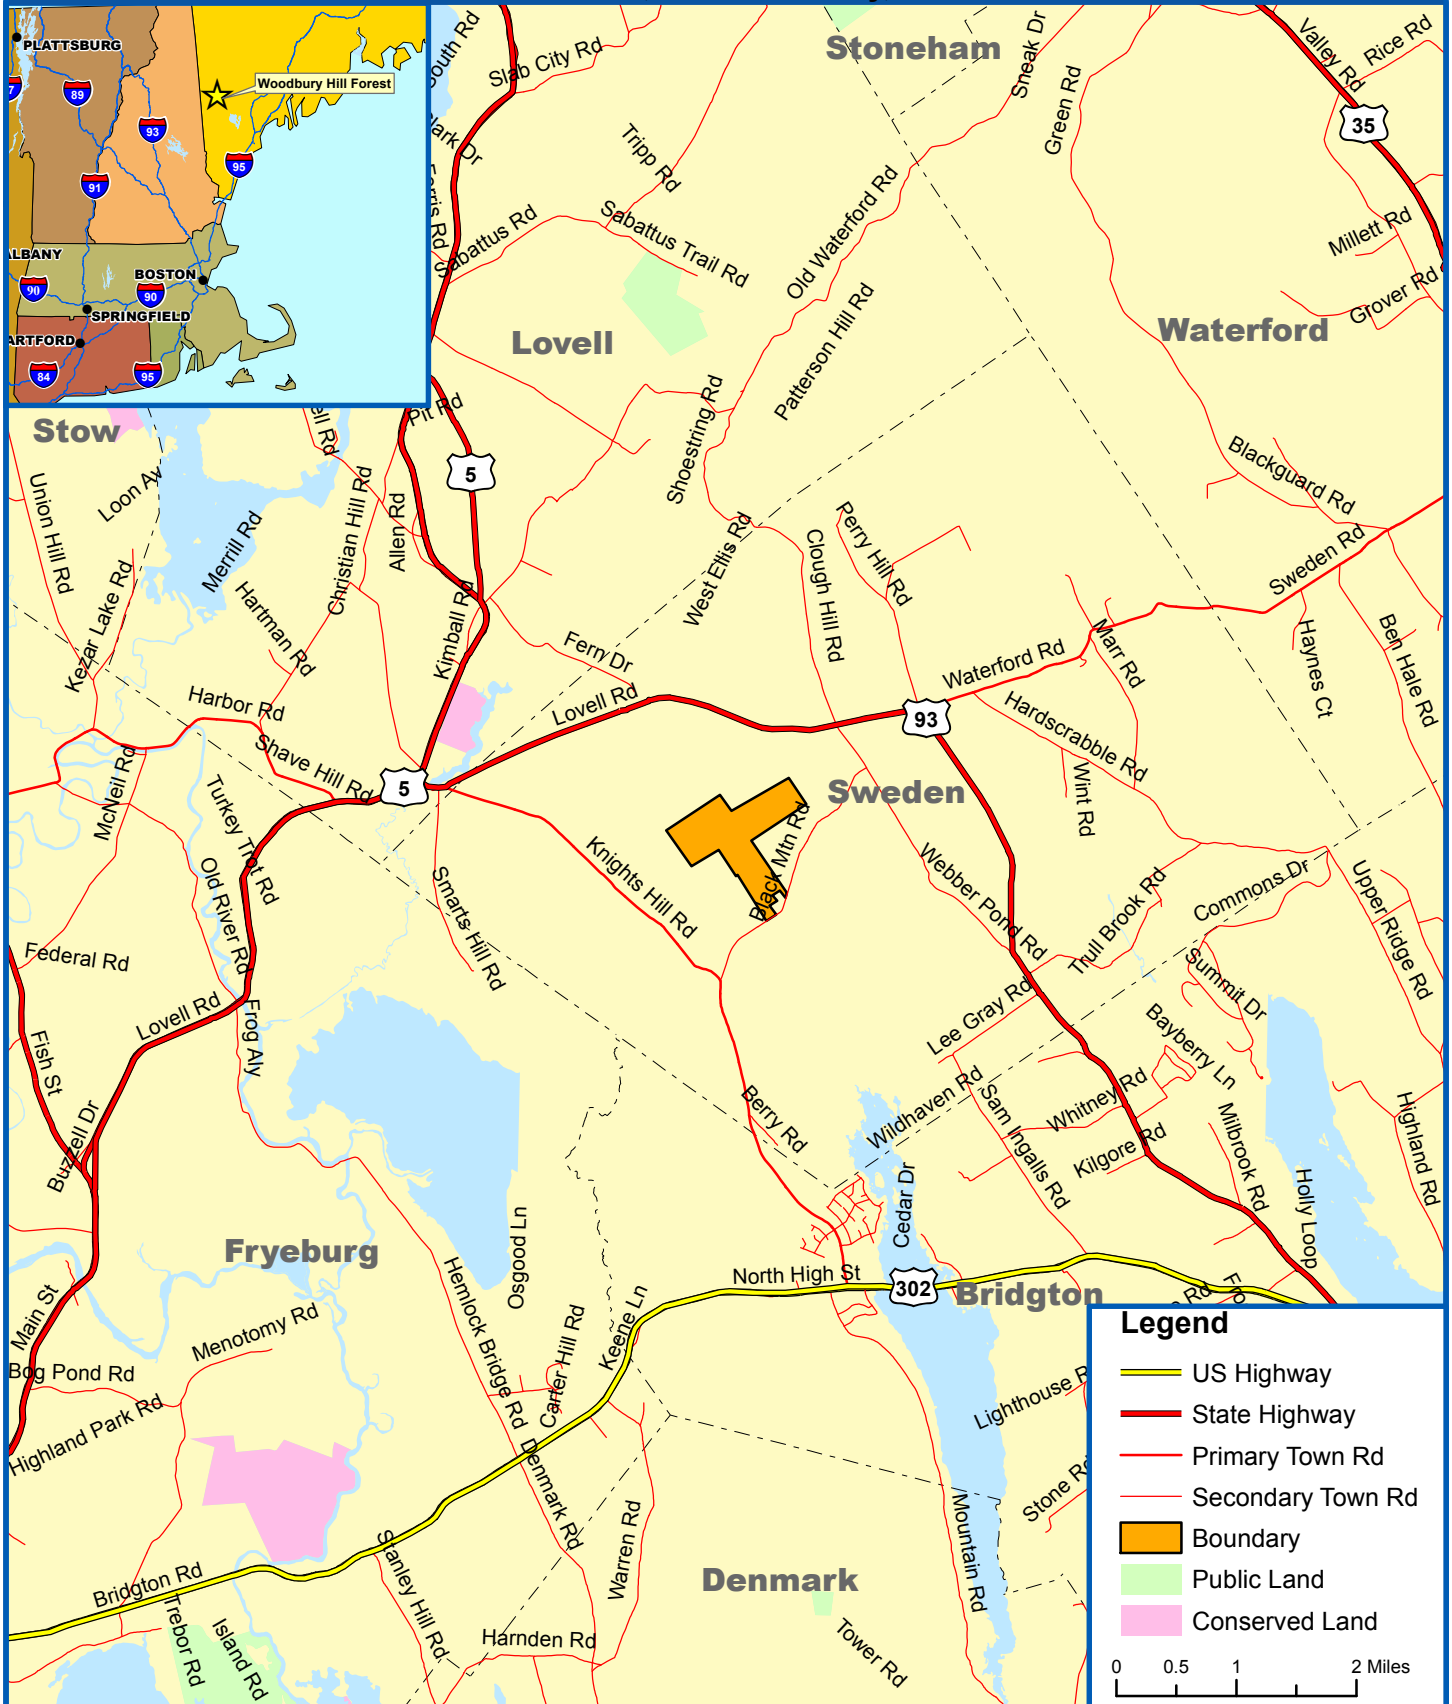 PLATTSBURG
89
93
91
95
Woodbury Hill Forest
ALBANY
90
BOSTON
90
SPRINGFIELD
84
95
South Rd
Slab City Rd
Stoneham
Sneak Dr
Green Rd
Valley Rd
Rice Rd
35
Tripp Rd
Sabattus Rd
Sabattus Trail Rd
Old Waterford Rd
Millett Rd
Grover Rd
Lovell
Patterson Hill Rd
Waterford
Stow
Pit Rd
5
Shoestring Rd
Blackguard Rd
Union Hill Rd
Loon Av
Merrill Rd
Christian Hill Rd
Allen Rd
West Ellis Rd
Clough Hill Rd
Perry Hill Rd
Sweden Rd
Kezar Lake Rd
Hartman Rd
Kimball Rd
Fern Dr
Waterford Rd
Marr Rd
Haynes Ct
Ben Hale Rd
Harbor Rd
Lovell Rd
93
Hardscrabble Rd
Shave Hill Rd
5
McNeil Rd
Turkey Trot Rd
Sweden
Wint Rd
Black Mtn Rd
Knights Hill Rd
Old River Rd
Smarts Hill Rd
Webber Pond Rd
Trull Brook Rd
Commons Dr
Upper Ridge Rd
Federal Rd
Summit Dr
Lovell Rd
Frog Aly
Lee Gray Rd
Bayberry Ln
Fish St
Buzzell Dr
Berry Rd
Wildhaven Rd
Sam Ingalls Rd
Whitney Rd
Kilgore Rd
Milbrook Rd
Highland Rd
Holly Loop
Cedar Dr
Fryeburg
Osgood Ln
Hemlock Bridge Rd
North High St
302
Bridgton
Main St
Menotomy Rd
Keene Ln
Carter Hill Rd
Bog Pond Rd
Highland Park Rd
Lighthouse R
Denmark Rd
Stone Rd
Warren Rd
Mountain Rd
Stanley Hill Rd
Bridgton Rd
Denmark
Trebor Rd
Island Rd
Harnden Rd
Tower Rd
Legend
US Highway
State Highway
Primary Town Rd
Secondary Town Rd
Boundary
Public Land
Conserved Land
0 0.5 1 2 Miles